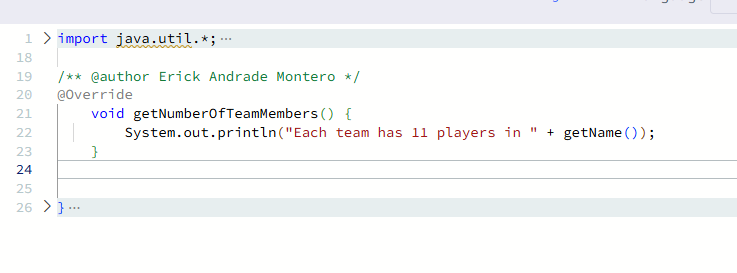 1 import java.util.*; ...
18
19 /** @author Erick Andrade Montero */
20 @Override
21 void getNumberOfTeamMembers() {
22 System.out.println("Each team has 11 players in " + getName());
23 }
24
25
26 } ...